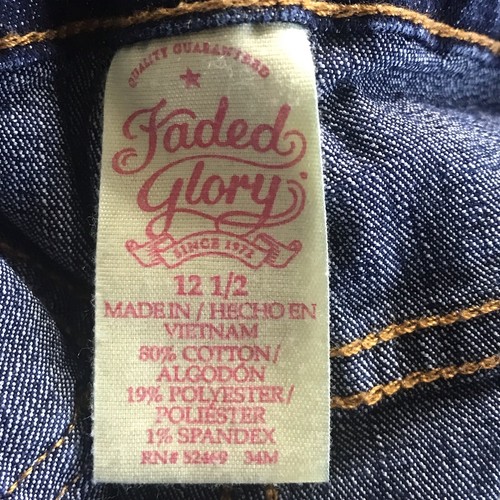 QUALITY GUARANTEED
Faded
Glory
SINCE 1972
12 1/2
MADE IN / HECHO EN
VIETNAM
80% COTTON /
ALGODÓN
19% POLYESTER /
POLIÉSTER
1% SPANDEX
RN# 52469 34M